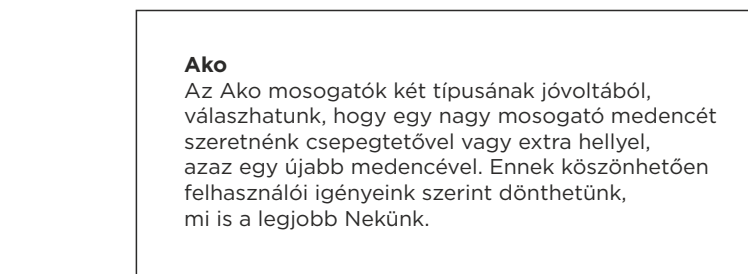 Ako
Az Ako mosogatók két típusának jóvoltából,
válaszhatunk, hogy egy nagy mosogató medencét
szeretnénk csepegtetővel vagy extra hellyel,
azaz egy újabb medencével. Ennek köszönhetően
felhasználói igényeink szerint dönthetünk,
mi is a legjobb Nekünk.